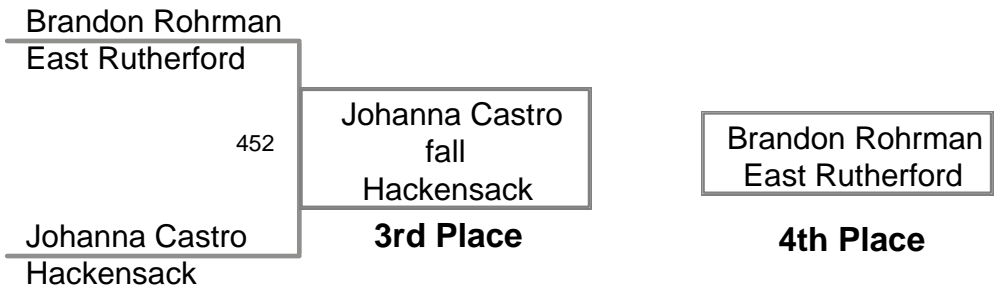 Brandon Rohrman
East Rutherford
452
Johanna Castro
Hackensack
Johanna Castro
fall
Hackensack
3rd Place
Brandon Rohrman
East Rutherford
4th Place